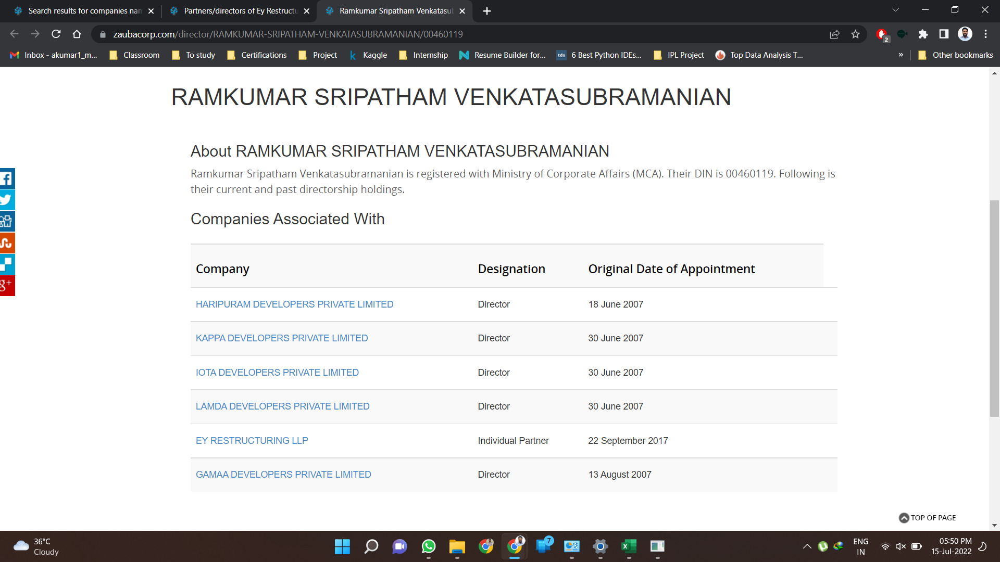 Search results for companies nam
Partners/directors of Ey Restructu
Ramkumar Sripatham Venkatasub
zaubacorp.com/director/RAMKUMAR-SRIPATHAM-VENKATASUBRAMANIAN/00460119
2
Inbox - akumar1_m...
Classroom
To study
Certifications
Project
k
Kaggle
Internship
Resume Builder for...
tds
6 Best Python IDEs...
IPL Project
Top Data Analysis T...
»
Other bookmarks
RAMKUMAR SRIPATHAM VENKATASUBRAMANIAN
About RAMKUMAR SRIPATHAM VENKATASUBRAMANIAN
Ramkumar Sripatham Venkatasubramanian is registered with Ministry of Corporate Affairs (MCA). Their DIN is 00460119. Following is
their current and past directorship holdings.
Companies Associated With
Company Designation Original Date of Appointment
HARIPURAM DEVELOPERS PRIVATE LIMITED Director 18 June 2007
KAPPA DEVELOPERS PRIVATE LIMITED Director 30 June 2007
IOTA DEVELOPERS PRIVATE LIMITED Director 30 June 2007
LAMDA DEVELOPERS PRIVATE LIMITED Director 30 June 2007
EY RESTRUCTURING LLP Individual Partner 22 September 2017
GAMAA DEVELOPERS PRIVATE LIMITED Director 13 August 2007
g+
TOP OF PAGE
36°C
Cloudy
7
ENG
IN
05:50 PM
15-Jul-2022